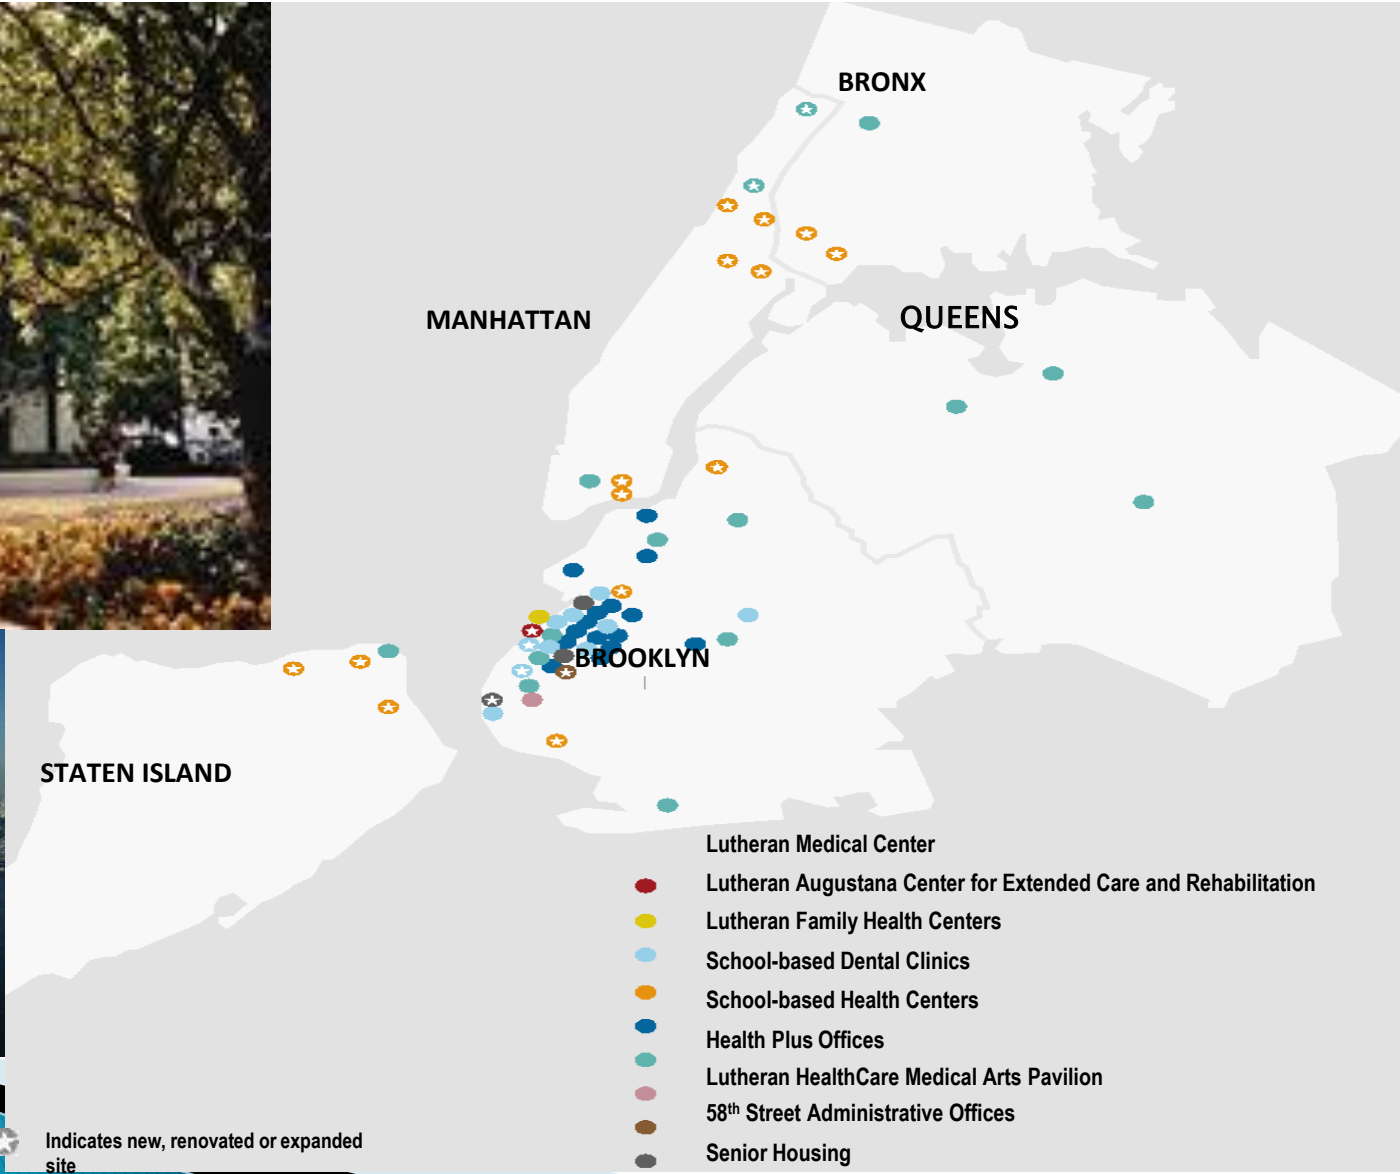 BRONX
MANHATTAN
QUEENS
BROOKLYN
STATEN ISLAND
Lutheran Medical Center
Lutheran Augustana Center for Extended Care and Rehabilitation
Lutheran Family Health Centers
School-based Dental Clinics
School-based Health Centers
Health Plus Offices
Lutheran HealthCare Medical Arts Pavilion
58th Street Administrative Offices
Senior Housing
Indicates new, renovated or expanded
site